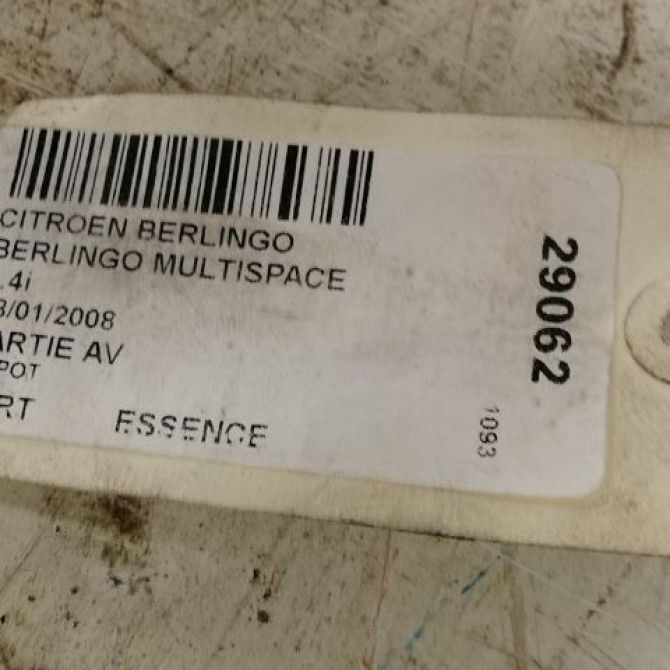 CITROEN BERLINGO
BERLINGO MULTISPACE
.4i
3/01/2008
ARTIE AV
POT
RT ESSENCE
29062
1093